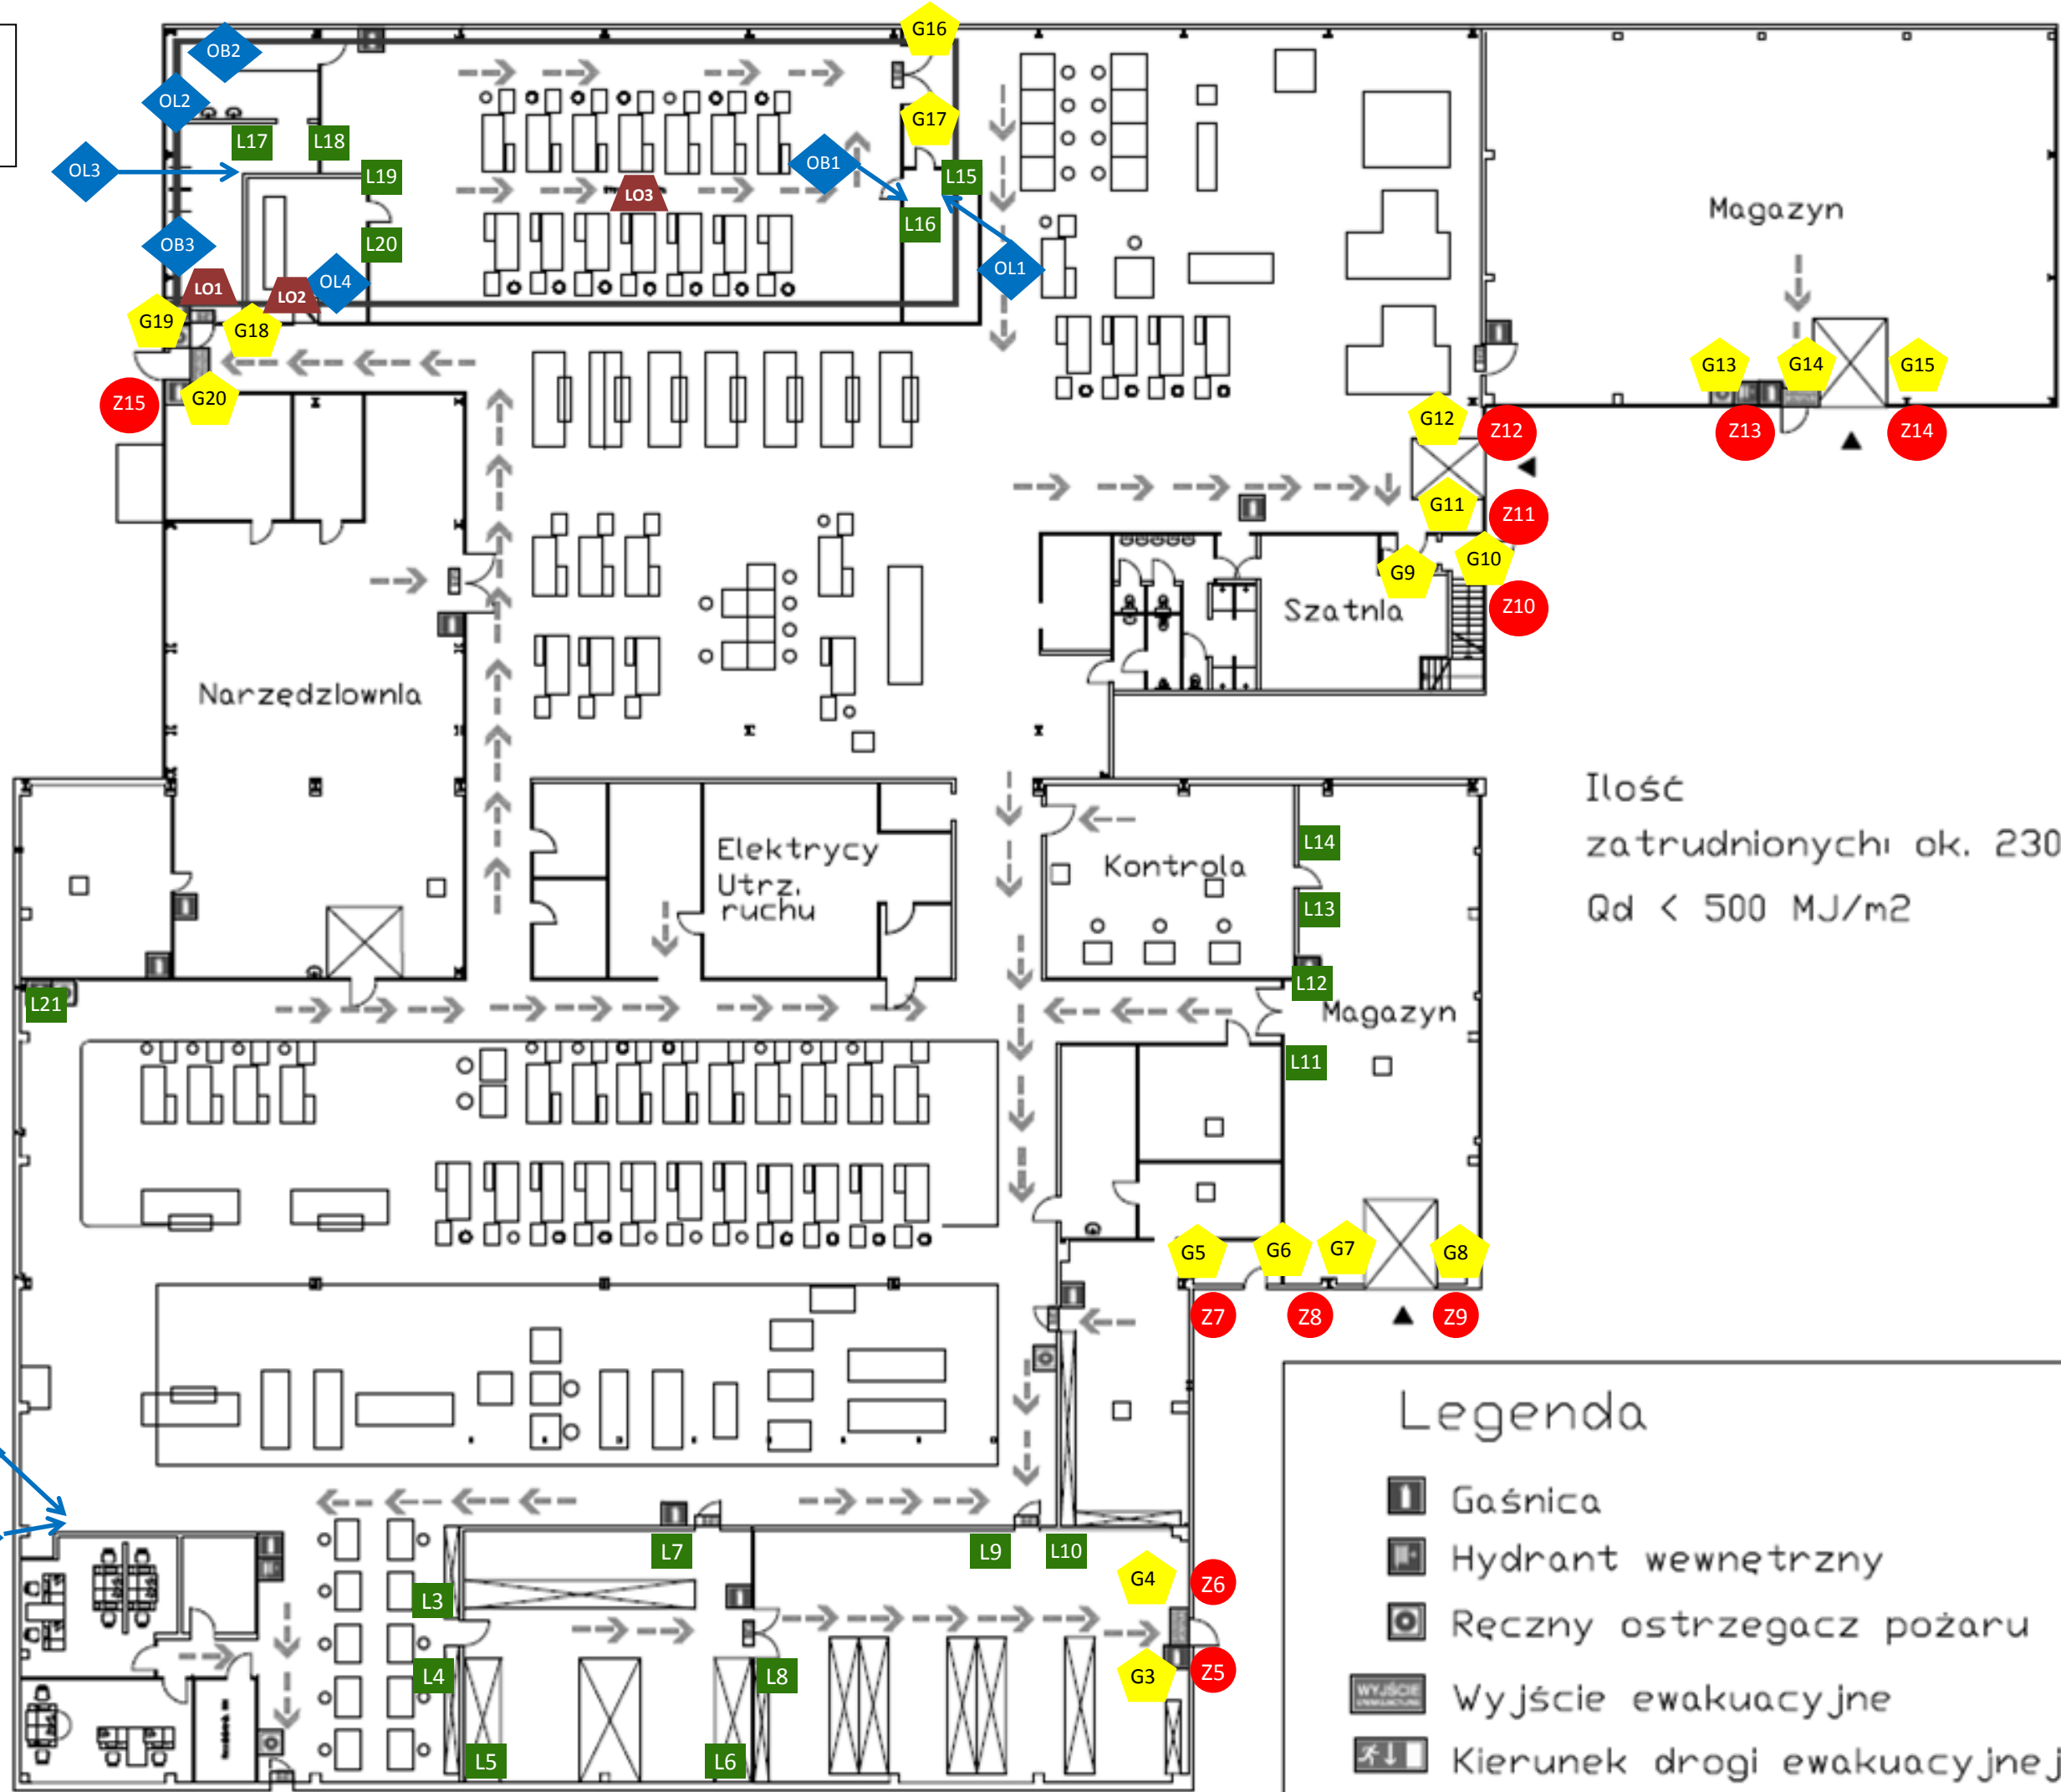 G16
OB2
OL2
G17
L17
L18
OB1
OL3
L19
L15
LO3
Magazyn
L16
OB3
L20
OL1
LO1
LO2
OL4
G19
G18
G13
G14
G15
Z15
G20
G12
Z12
Z13
Z14
G11
Z11
G9
G10
Szatnia
Z10
Narzędziownia
Ilość
zatrudnionych: ok. 230
Qd < 500 MJ/m2
Elektrycy
Utrz.
ruchu
Kontrola
L14
L13
L12
L21
Magazyn
L11
G5
G6
G7
G8
Z7
Z8
Z9
Legenda
Gaśnica
Hydrant wewnętrzny
Ręczny ostrzegacz pożaru
WYJŚCIE
Wyjście ewakuacyjne
Kierunek drogi ewakuacyjnej
L7
L9
L10
G4
Z6
L3
L4
L8
G3
Z5
L5
L6